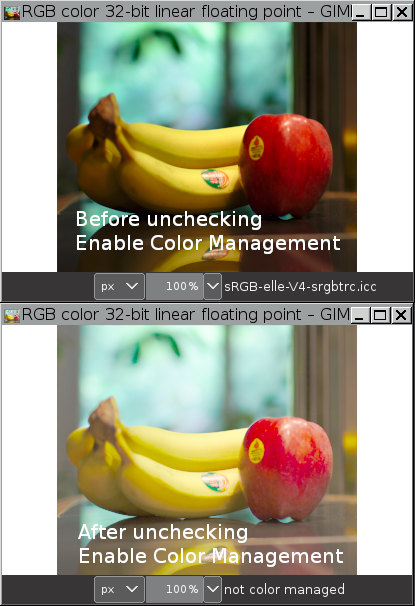 RGB color 32-bit linear floating point – GIM
Before unchecking
Enable Color Management
px
100%
sRGB-elle-V4-srgbtrc.icc
RGB color 32-bit linear floating point – GIM
After unchecking
Enable Color Management
px
100%
not color managed